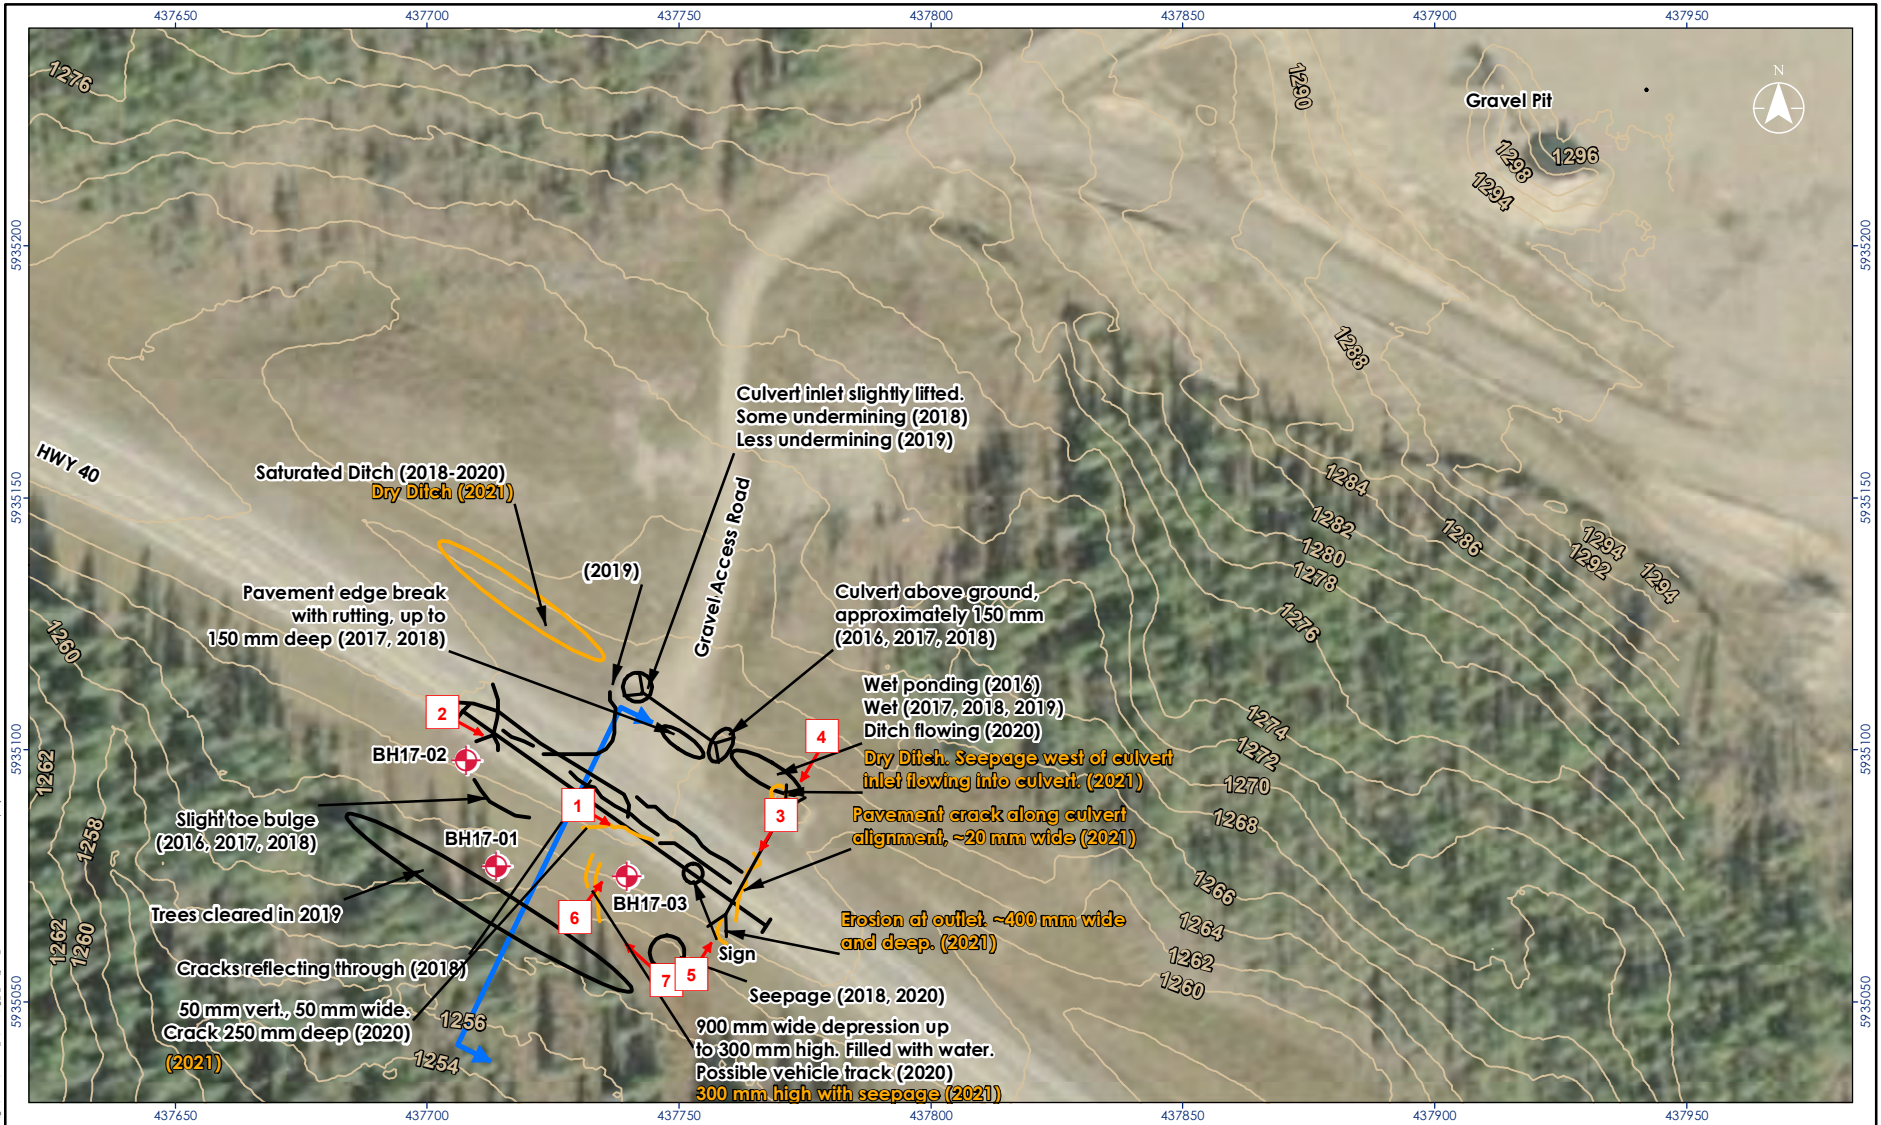 437650
437700
437750
437800
437850
437900
437950
1276
1290
Gravel Pit
N
1296
1298
1294
5935200
5935200
1288
Culvert inlet slightly lifted.
Some undermining (2018)
Less undermining (2019)
HWY 40
Saturated Ditch (2018-2020)
Dry Ditch (2021)
5935150
5935150
1284
1282
1280
1278
1286
1294
1292
1294
1276
Gravel Access Road
(2019)
Pavement edge break
with rutting, up to
150 mm deep (2017, 2018)
Culvert above ground,
approximately 150 mm
(2016, 2017, 2018)
1260
Wet ponding (2016)
Wet (2017, 2018, 2019)
Ditch flowing (2020)
2
4
1274
1272
1270
1268
BH17-02
5935100
5935100
1262
Dry Ditch. Seepage west of culvert
inlet flowing into culvert. (2021)
1
3
Pavement crack along culvert
alignment, ~20 mm wide (2021)
Slight toe bulge
(2016, 2017, 2018)
1258
BH17-01
1266
Trees cleared in 2019
6
BH17-03
Erosion at outlet. ~400 mm wide
and deep. (2021)
1264
1262
1260
1262
1260
Sign
Cracks reflecting through (2018)
7
5
Seepage (2018, 2020)
50 mm vert., 50 mm wide.
Crack 250 mm deep (2020)
(2021)
1256
1254
5935050
5935050
900 mm wide depression up
to 300 mm high. Filled with water.
Possible vehicle track (2020)
300 mm high with seepage (2021)
437650
437700
437750
437800
437850
437900
437950